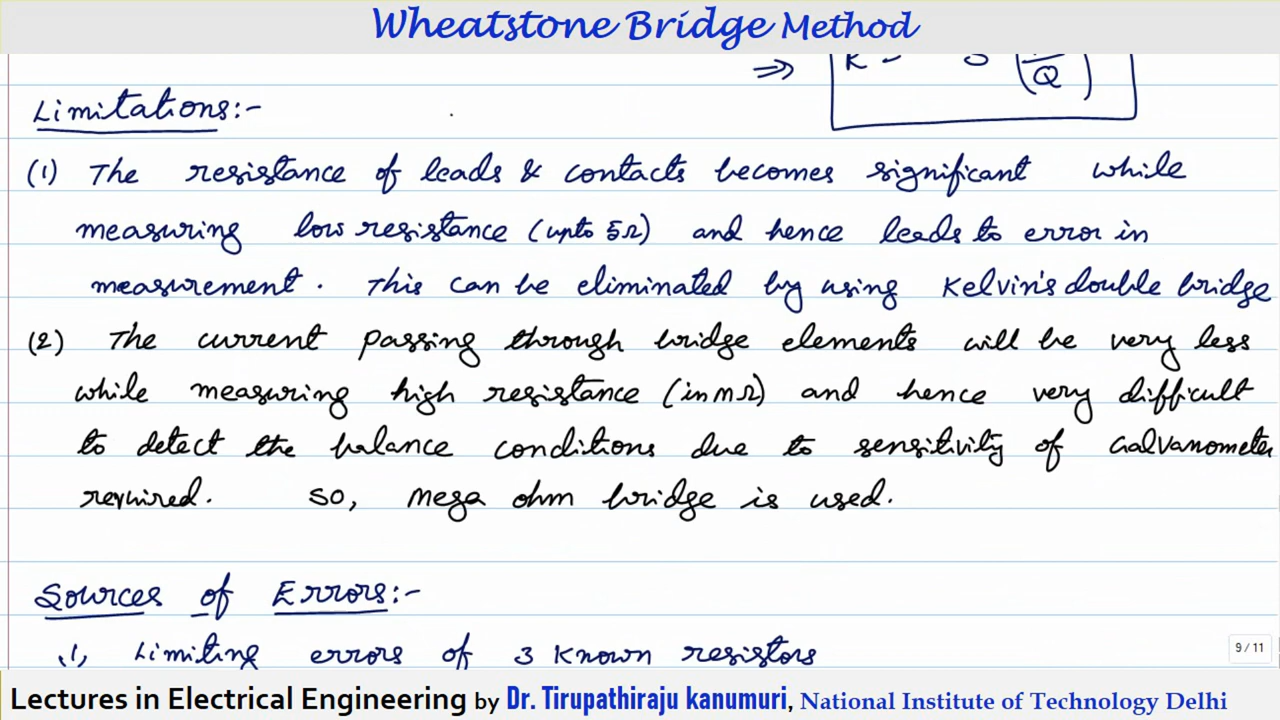 Wheatstone Bridge Method
⇒ R = S (
Q )
Limitations:-
(1) The resistance of leads & contacts becomes significant while
measuring low resistance (upto 5Ω) and hence leads to error in
measurement. This can be eliminated by using Kelvin's double bridge
(2) The current passing through bridge elements will be very less
while measuring high resistance (in MΩ) and hence very difficult
to detect the balance conditions due to sensitivity of Galvanometer
required. So, Mega ohm bridge is used.
Sources of Errors:-
(1) Limiting errors of 3 known resistors
9 / 11
Lectures in Electrical Engineering by Dr. Tirupathiraju kanumuri, National Institute of Technology Delhi